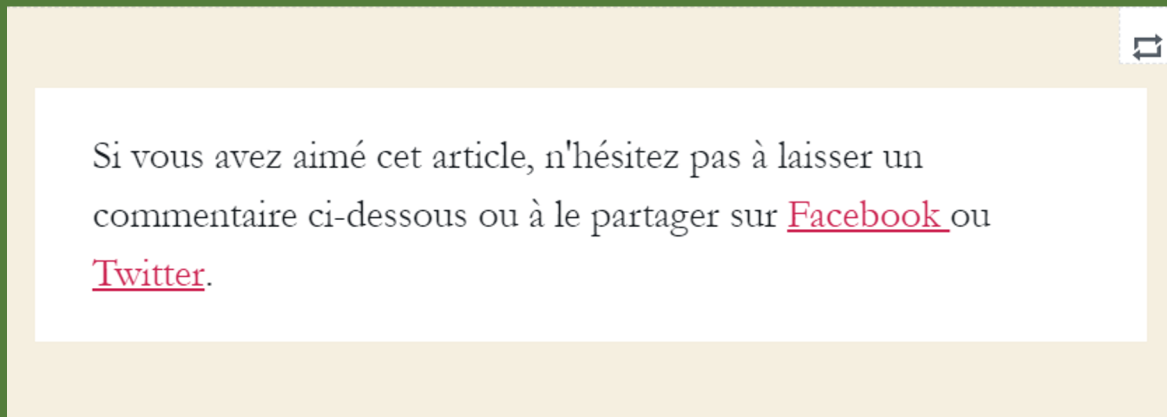 Si vous avez aimé cet article, n'hésitez pas à laisser un
commentaire ci-dessous ou à le partager sur Facebook ou
Twitter.